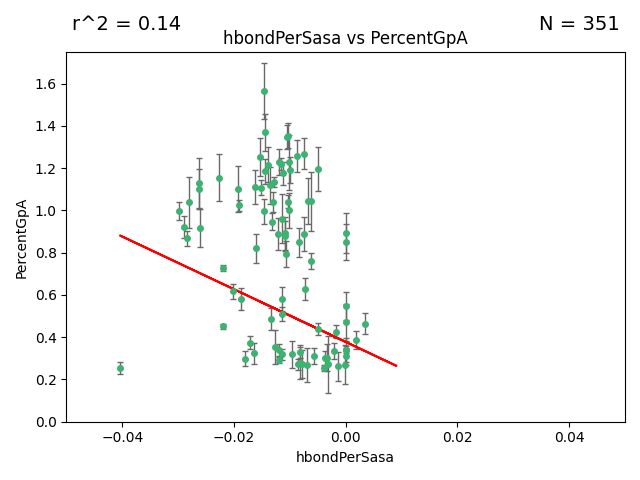 r^2 = 0.14
N = 351
hbondPerSasa vs PercentGpA
1.6
1.4
1.2
1.0
0.8
0.6
0.4
0.2
0.0
PercentGpA
−0.04 −0.02 0.00 0.02 0.04
hbondPerSasa